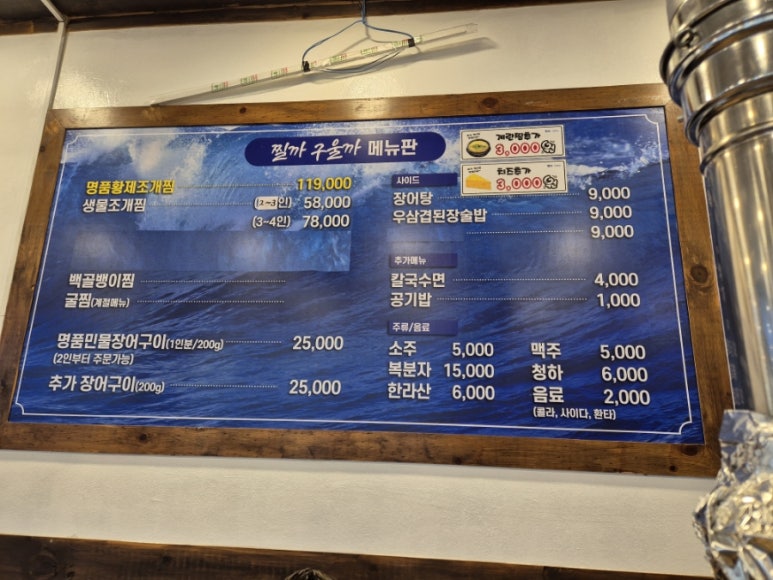 찔까 구울까 메뉴판
계란찜추가
3,000원
치즈추가
3,000원
명품황제조개찜 119,000
생물조개찜 (2~3인) 58,000
(3~4인) 78,000
백골뱅이찜
굴찜(계절메뉴)
명품민물장어구이(1인분/200g) 25,000
(2인부터 주문가능)
추가 장어구이(200g) 25,000
사이드
장어탕 9,000
우삼겹된장술밥 9,000
9,000
추가메뉴
칼국수면 4,000
공기밥 1,000
주류/음료
소주 5,000 맥주 5,000
복분자 15,000 청하 6,000
한라산 6,000 음료 2,000
(콜라, 사이다, 환타)